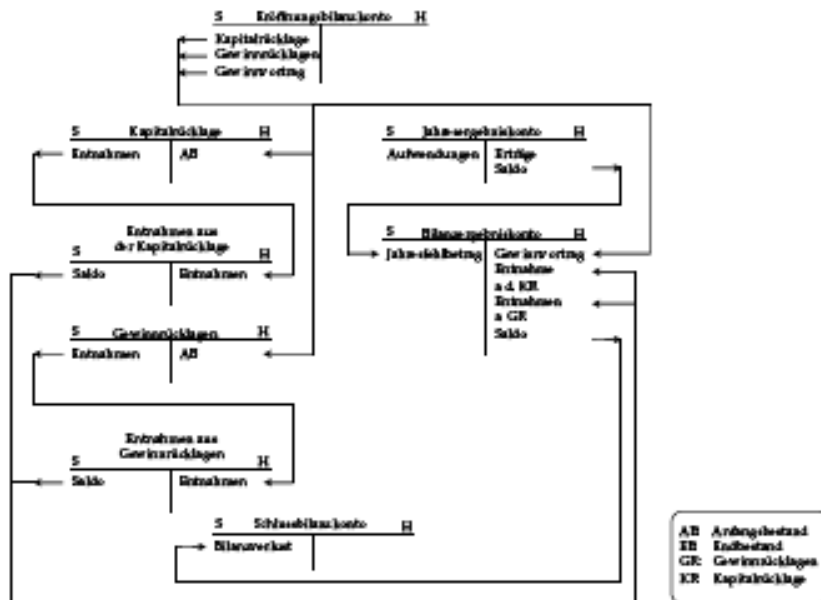 S Eröffnungsbilanzkonto H
Kapitalrücklage
Gewinnrücklagen
Gewinnvortrag
S Kapitalrücklage H
Entnahmen AB
S Jahresergebniskonto H
Aufwendungen Erträge
Saldo
Entnahmen aus
der Kapitalrücklage
S H
Saldo Entnahmen
S Bilanzergebniskonto H
Jahresfehlbetrag Gewinnvortrag
Entnahme
a d. KR
Entnahmen
a GR
Saldo
S Gewinnrücklagen H
Entnahmen AB
Entnahmen aus
Gewinnrücklagen
S H
Saldo Entnahmen
S Schlussbilanzkonto H
Bilanzverlust
AB Anfangsbestand
EB Endbestand
GR Gewinnrücklagen
KR Kapitalrücklage